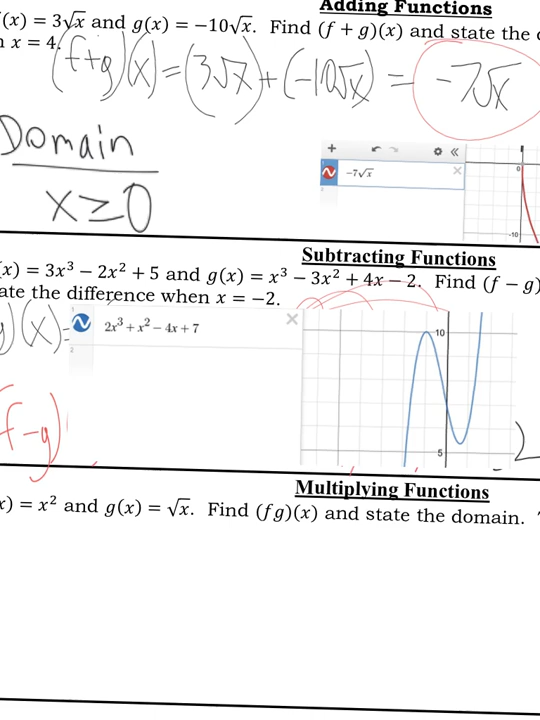 Adding Functions
(x) = 3√x and g(x) = −10√x. Find (f + g)(x) and state the
x = 4.
(f+g)(x) = (3√x) + (-10√x) = -7√x
Domain
x ≥ 0
-7√x
0
-10
Subtracting Functions
(x) = 3x³ − 2x² + 5 and g(x) = x³ − 3x² + 4x − 2. Find (f − g)
ate the difference when x = −2.
)(x) =
2x³ + x² − 4x + 7
2
10
5
f-g)
Multiplying Functions
x) = x² and g(x) = √x. Find (fg)(x) and state the domain.